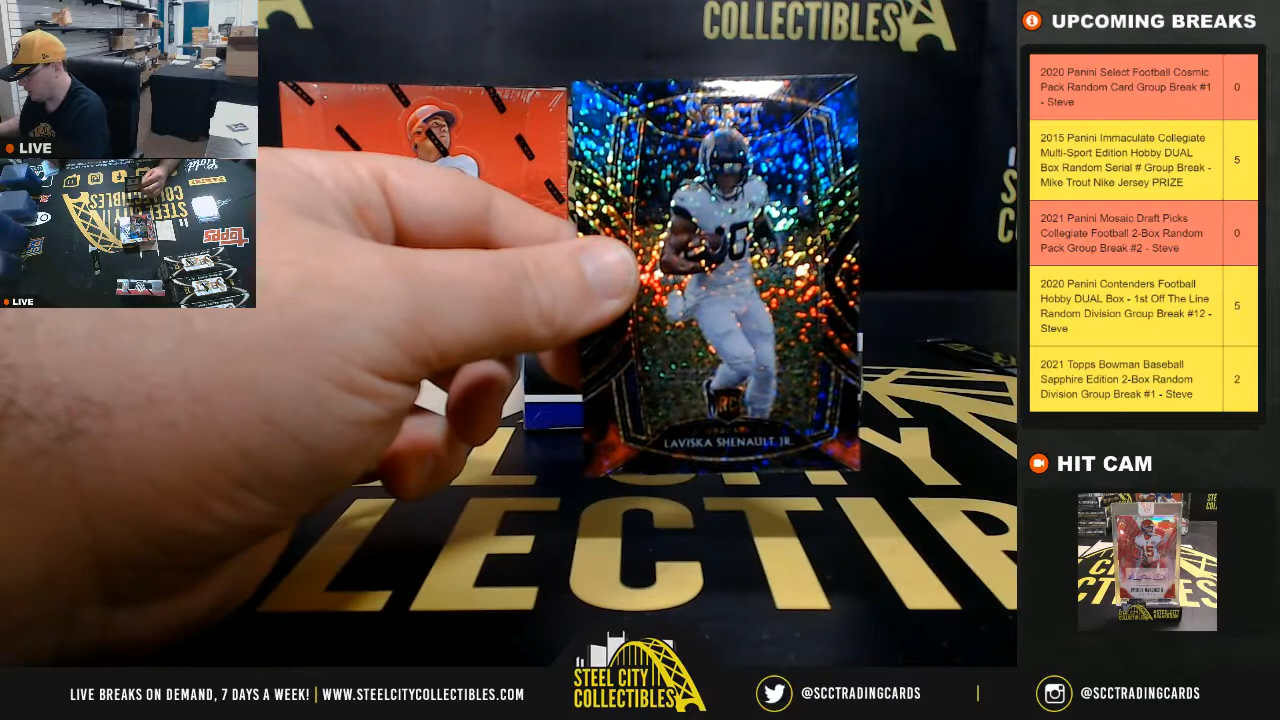 COLLECTIBLES
UPCOMING BREAKS
2020 Panini Select Football Cosmic
Pack Random Card Group Break #1
- Steve
0
2015 Panini Immaculate Collegiate
Multi-Sport Edition Hobby DUAL
Box Random Serial # Group Break -
Mike Trout Nike Jersey PRIZE
5
2021 Panini Mosaic Draft Picks
Collegiate Football 2-Box Random
Pack Group Break #2 - Steve
0
2020 Panini Contenders Football
Hobby DUAL Box - 1st Off The Line
Random Division Group Break #12 -
Steve
5
2021 Topps Bowman Baseball
Sapphire Edition 2-Box Random
Division Group Break #1 - Steve
2
HIT CAM
LIVE
LIVE
topps
SELECT
RC
LAVISKA SHENAULT JR.
L CITY
LLECTIB
LIVE BREAKS ON DEMAND, 7 DAYS A WEEK! | WWW.STEELCITYCOLLECTIBLES.COM
STEEL CITY
COLLECTIBLES
@SCCTRADINGCARDS
@SCCTRADINGCARDS